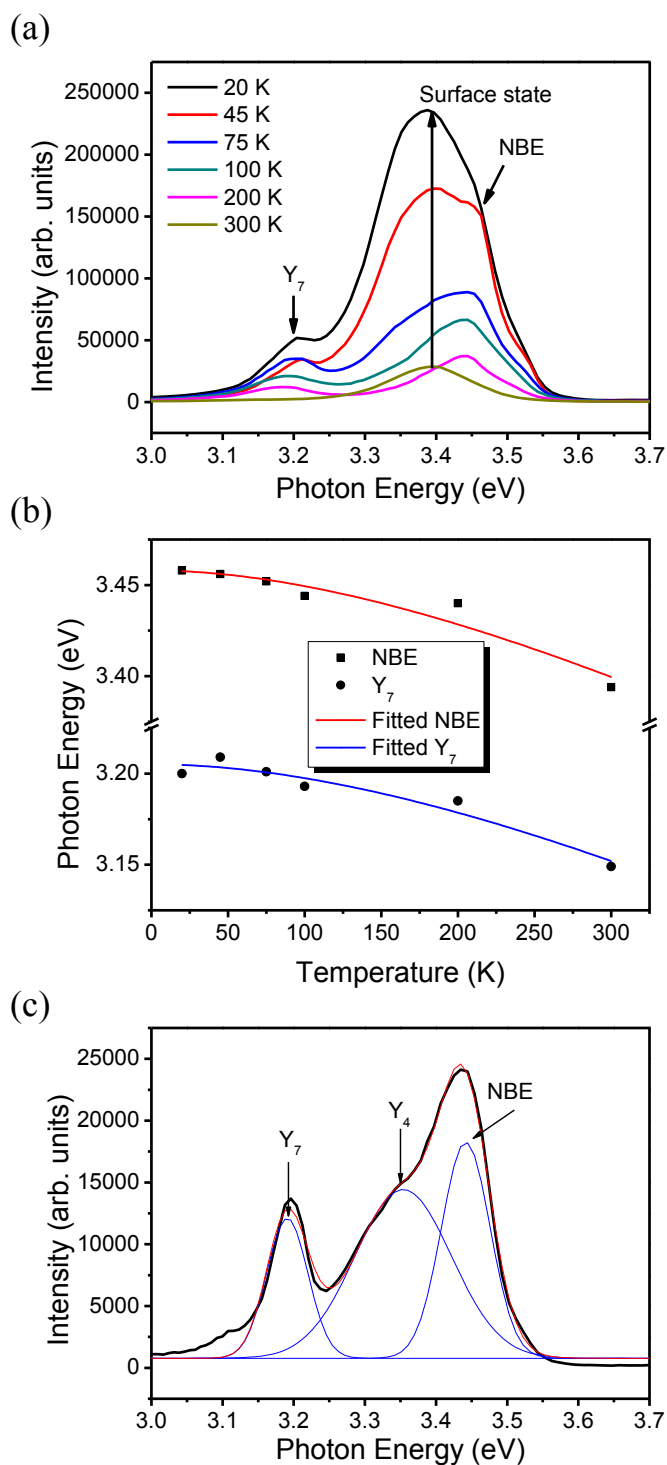 (a)
20 K
45 K
75 K
100 K
200 K
300 K
Surface state
NBE
Y7
250000
200000
150000
100000
50000
0
Intensity (arb. units)
3.0 3.1 3.2 3.3 3.4 3.5 3.6 3.7
Photon Energy (eV)
(b)
3.45
3.40
3.20
3.15
Photon Energy (eV)
NBE
Y7
Fitted NBE
Fitted Y7
0 50 100 150 200 250 300
Temperature (K)
(c)
25000
20000
15000
10000
5000
0
Intensity (arb. units)
Y7
Y4
NBE
3.0 3.1 3.2 3.3 3.4 3.5 3.6 3.7
Photon Energy (eV)